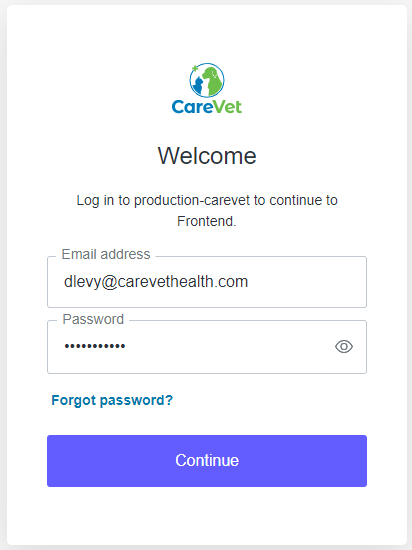 CareVet
Welcome
Log in to production-carevet to continue to
Frontend.
Email address
dlevy@carevethealth.com
Password
•••••••••••
Forgot password?
Continue